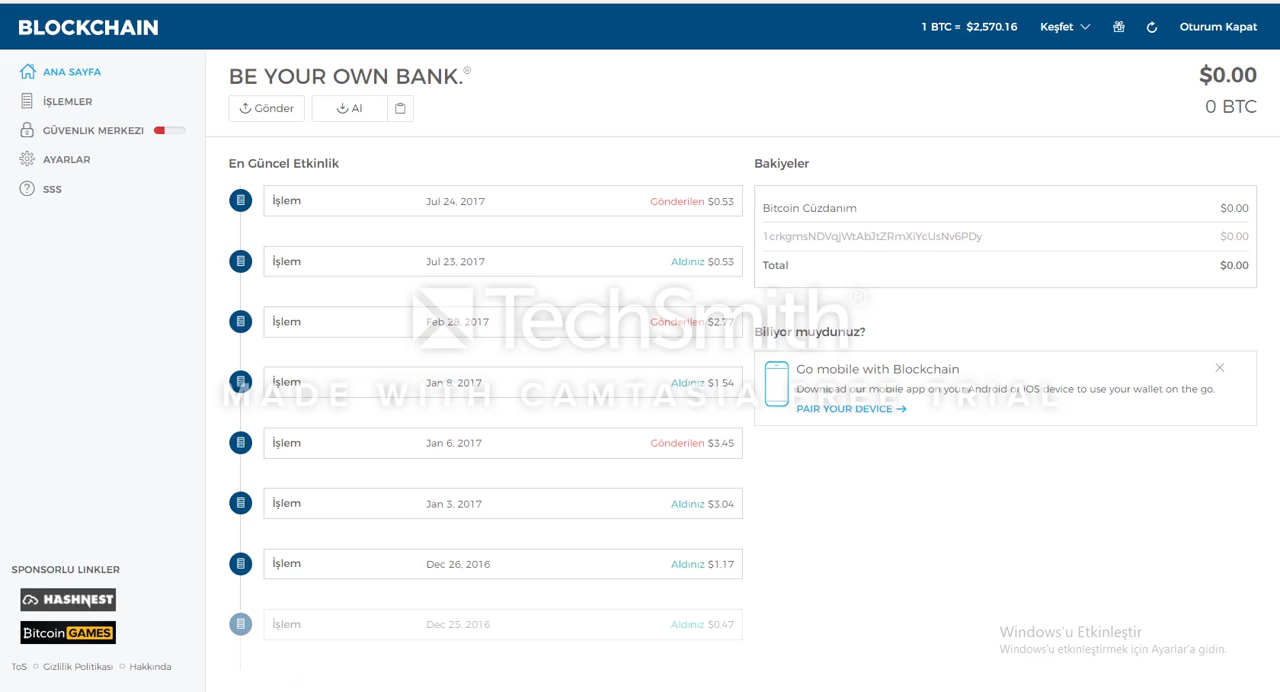 BLOCKCHAIN
1 BTC = $2,570.16 Keşfet Oturum Kapat
ANA SAYFA
İŞLEMLER
GÜVENLIK MERKEZI
AYARLAR
SSS
BE YOUR OWN BANK.®
$0.00
0 BTC
Gönder Al
En Güncel Etkinlik
İşlem Jul 24, 2017 Gönderilen $0.53
İşlem Jul 23, 2017 Aldınız $0.53
İşlem Feb 28, 2017 Gönderilen $2.77
İşlem Jan 8, 2017 Aldınız $1.54
İşlem Jan 6, 2017 Gönderilen $3.45
İşlem Jan 3, 2017 Aldınız $3.04
İşlem Dec 26, 2016 Aldınız $1.17
İşlem Dec 25, 2016 Aldınız $0.47
Bakiyeler
Bitcoin Cüzdanım $0.00
1crkgmsNDVqjWtAbJtZRmXiYcUsNv6PDy $0.00
Total $0.00
Biliyor muydunuz?
Go mobile with Blockchain
Download our mobile app on your Android or iOS device to use your wallet on the go.
PAIR YOUR DEVICE
TechSmith®
MADE WITH CAMTASIA FREE TRIAL
SPONSORLU LINKLER
HASHNEST
Bitcoin GAMES
ToS Gizlilik Politikası Hakkında
Windows'u Etkinleştir
Windows'u etkinleştirmek için Ayarlar'a gidin.